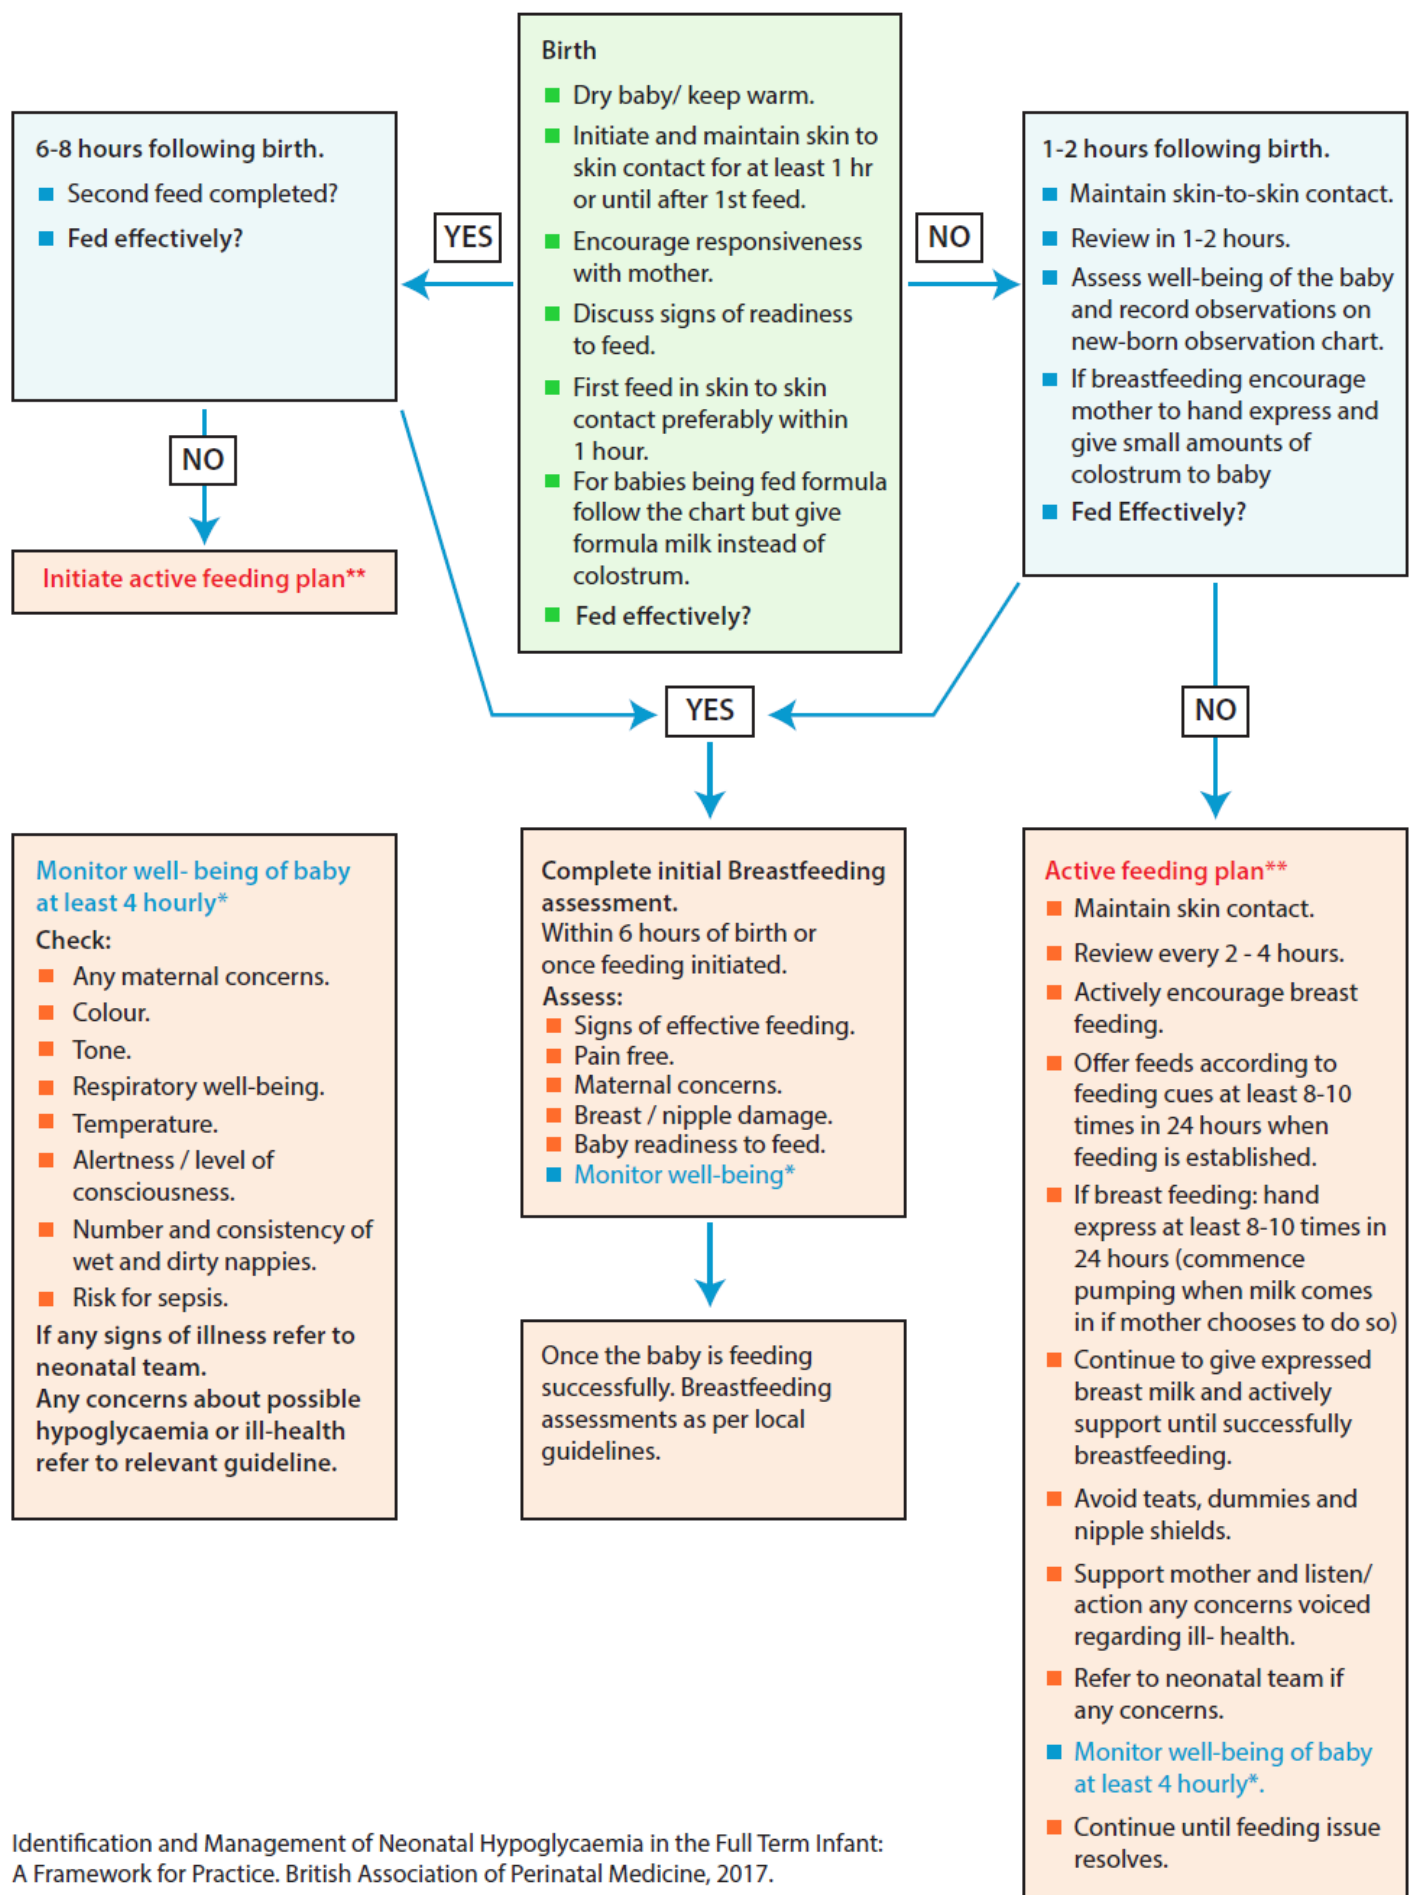 Birth
Dry baby/ keep warm.
Initiate and maintain skin to
skin contact for at least 1 hr
or until after 1st feed.
Encourage responsiveness
with mother.
Discuss signs of readiness
to feed.
First feed in skin to skin
contact preferably within
1 hour.
For babies being fed formula
follow the chart but give
formula milk instead of
colostrum.
Fed effectively?
YES
NO
6-8 hours following birth.
Second feed completed?
Fed effectively?
NO
Initiate active feeding plan**
1-2 hours following birth.
Maintain skin-to-skin contact.
Review in 1-2 hours.
Assess well-being of the baby
and record observations on
new-born observation chart.
If breastfeeding encourage
mother to hand express and
give small amounts of
colostrum to baby
Fed Effectively?
YES
NO
Monitor well- being of baby
at least 4 hourly*
Check:
Any maternal concerns.
Colour.
Tone.
Respiratory well-being.
Temperature.
Alertness / level of
consciousness.
Number and consistency of
wet and dirty nappies.
Risk for sepsis.
If any signs of illness refer to
neonatal team.
Any concerns about possible
hypoglycaemia or ill-health
refer to relevant guideline.
Complete initial Breastfeeding
assessment.
Within 6 hours of birth or
once feeding initiated.
Assess:
Signs of effective feeding.
Pain free.
Maternal concerns.
Breast / nipple damage.
Baby readiness to feed.
Monitor well-being*
Once the baby is feeding
successfully. Breastfeeding
assessments as per local
guidelines.
Active feeding plan**
Maintain skin contact.
Review every 2 - 4 hours.
Actively encourage breast
feeding.
Offer feeds according to
feeding cues at least 8-10
times in 24 hours when
feeding is established.
If breast feeding: hand
express at least 8-10 times in
24 hours (commence
pumping when milk comes
in if mother chooses to do so)
Continue to give expressed
breast milk and actively
support until successfully
breastfeeding.
Avoid teats, dummies and
nipple shields.
Support mother and listen/
action any concerns voiced
regarding ill- health.
Refer to neonatal team if
any concerns.
Monitor well-being of baby
at least 4 hourly*.
Continue until feeding issue
resolves.
Identification and Management of Neonatal Hypoglycaemia in the Full Term Infant:
A Framework for Practice. British Association of Perinatal Medicine, 2017.